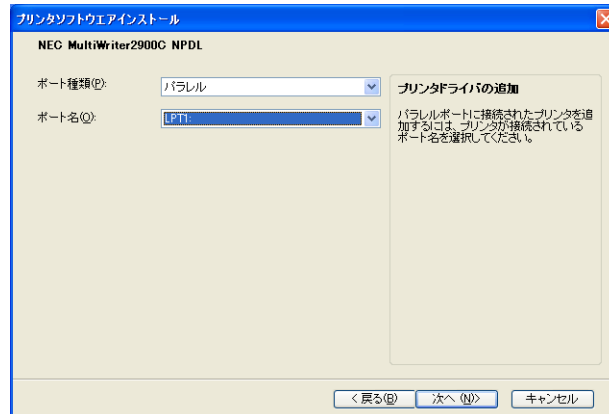 プリンタソフトウエアインストール
NEC MultiWriter2900C NPDL
ポート種類(P):
パラレル
ポート名(O):
LPT1:
プリンタドライバの追加
パラレルポートに接続されたプリンタを追
加するには、プリンタが接続されている
ポート名を選択してください。
< 戻る(B)
次へ (N)>
キャンセル